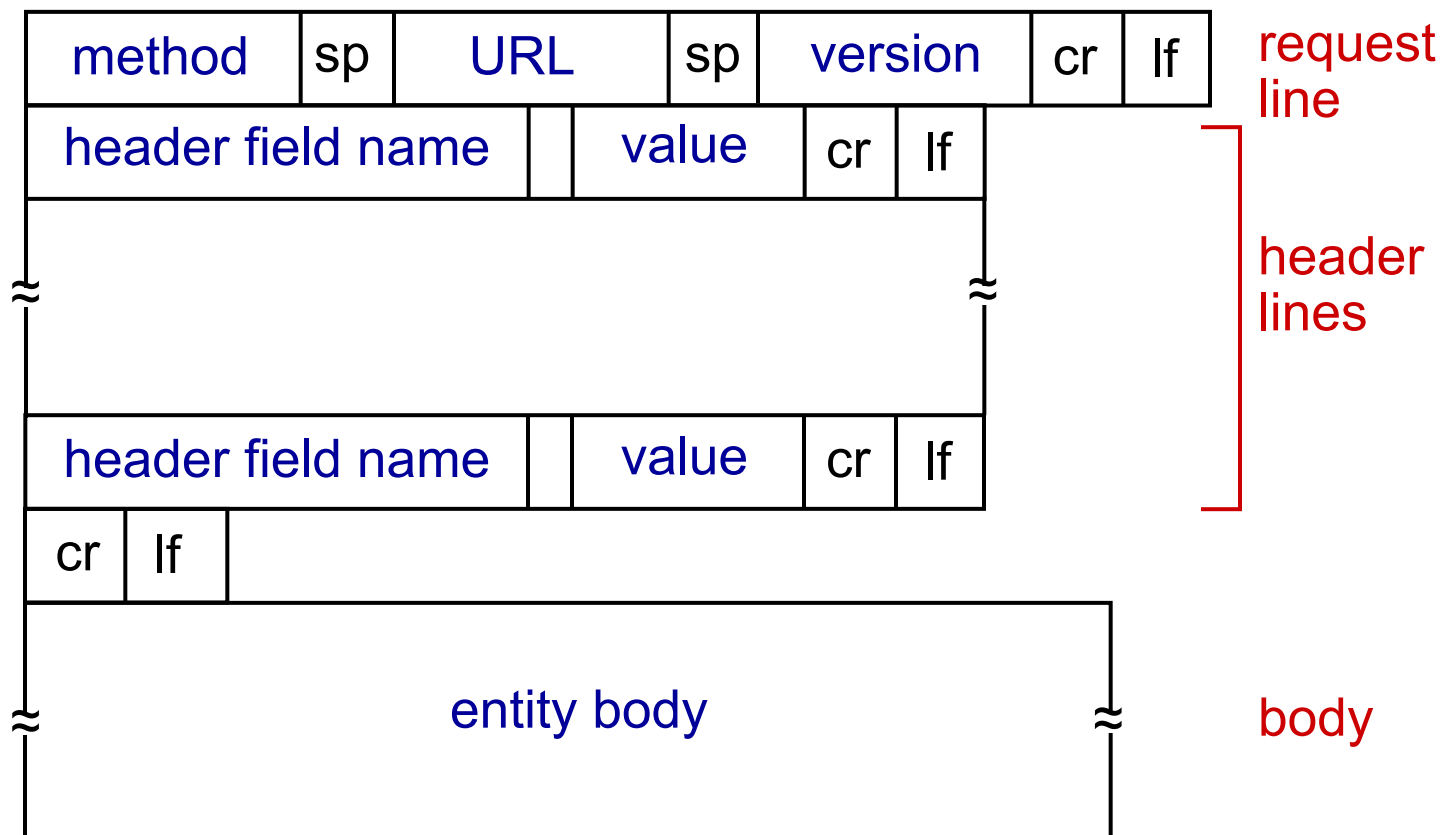 method sp URL sp version cr lf request
line
header field name value cr lf
header
lines
header field name value cr lf
cr lf
entity body body